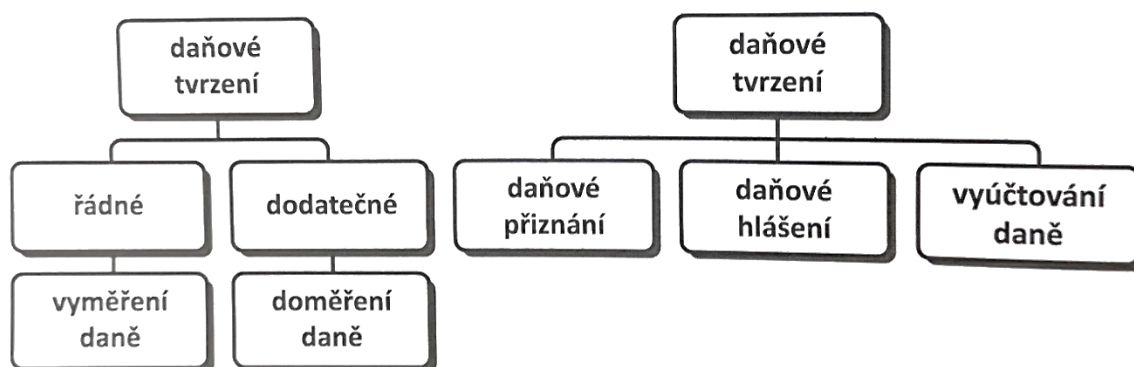 daňové
tvrzení
řádné
dodatečné
vyměření
daně
doměření
daně
daňové
tvrzení
daňové
přiznání
daňové
hlášení
vyúčtování
daně